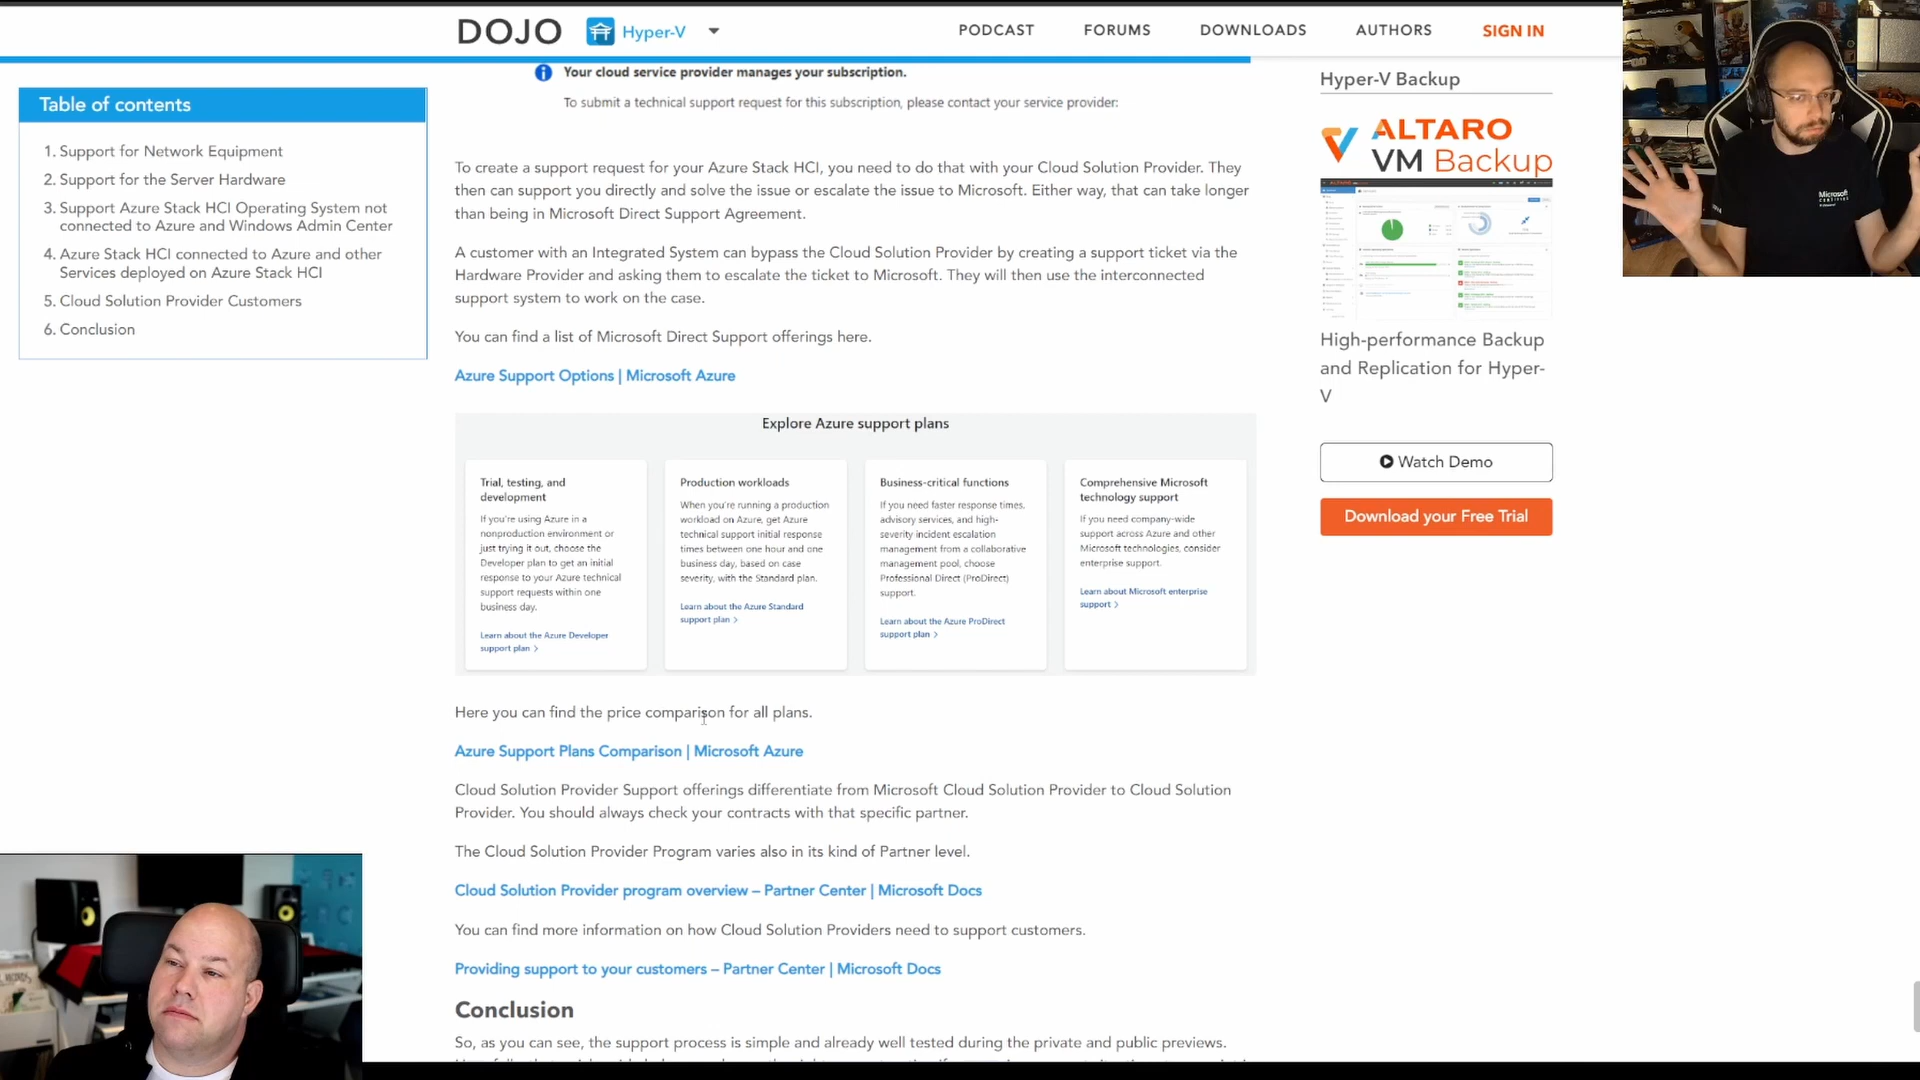 DOJO Hyper-V PODCAST FORUMS DOWNLOADS AUTHORS SIGN IN
Your cloud service provider manages your subscription.
To submit a technical support request for this subscription, please contact your service provider:
Table of contents
1. Support for Network Equipment
2. Support for the Server Hardware
3. Support Azure Stack HCI Operating System not
connected to Azure and Windows Admin
Center
4. Azure Stack HCI connected to Azure and other
Services deployed on Azure Stack HCI
5. Cloud Solution Provider Customers
6. Conclusion
To create a support request for your Azure Stack HCI, you need to do that with your Cloud Solution Provider. They
then can support you directly and solve the issue or escalate the issue to Microsoft. Either way, that can take longer
than being in Microsoft Direct Support Agreement.
A customer with an Integrated System can bypass the Cloud Solution Provider by creating a support ticket via the
Hardware Provider and asking them to escalate the ticket to Microsoft. They will then use the interconnected
support system to work on the case.
You can find a list of Microsoft Direct Support offerings here.
Azure Support Options | Microsoft Azure
Explore Azure support plans
Trial, testing, and
development
If you're using Azure in a
nonproduction environment or
just trying it out, choose the
Developer plan to get an initial
response to your Azure technical
support requests within one
business day.
Learn about the Azure Developer
support plan >
Production workloads
When you're running a production
workload on Azure, get Azure
technical support initial response
times between one hour and one
business day, based on case
severity, with the Standard plan.
Learn about the Azure Standard
support plan >
Business-critical functions
If you need faster response times,
advisory services, and high-
severity incident escalation
management from a collaborative
management pool, choose
Professional Direct (ProDirect)
support.
Learn about the Azure ProDirect
support plan >
Comprehensive Microsoft
technology support
If you need company-wide
support across Azure and other
Microsoft technologies, consider
enterprise support.
Learn about Microsoft enterprise
support >
Here you can find the price comparison for all plans.
Azure Support Plans Comparison | Microsoft Azure
Cloud Solution Provider Support offerings differentiate from Microsoft Cloud Solution Provider to Cloud Solution
Provider. You should always check your contracts with that specific partner.
The Cloud Solution Provider Program varies also in its kind of Partner level.
Cloud Solution Provider program overview – Partner Center | Microsoft Docs
You can find more information on how Cloud Solution Providers need to support customers.
Providing support to your customers – Partner Center | Microsoft Docs
Conclusion
So, as you can see, the support process is simple and already well tested during the private and public previews.
Hyper-V Backup
ALTARO
VM Backup
High-performance Backup
and Replication for Hyper-
V
Watch Demo
Download your Free Trial
Microsoft
CERTIFIED